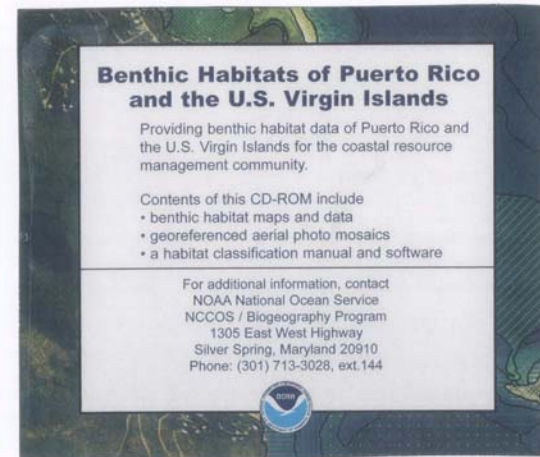 Benthic Habitats of Puerto Rico
and the U.S. Virgin Islands
Providing benthic habitat data of Puerto Rico and
the U.S. Virgin Islands for the coastal resource
management community.
Contents of this CD-ROM include
• benthic habitat maps and data
• georeferenced aerial photo mosaics
• a habitat classification manual and software
For additional information, contact
NOAA National Ocean Service
NCCOS / Biogeography Program
1305 East West Highway
Silver Spring, Maryland 20910
Phone: (301) 713-3028, ext.144